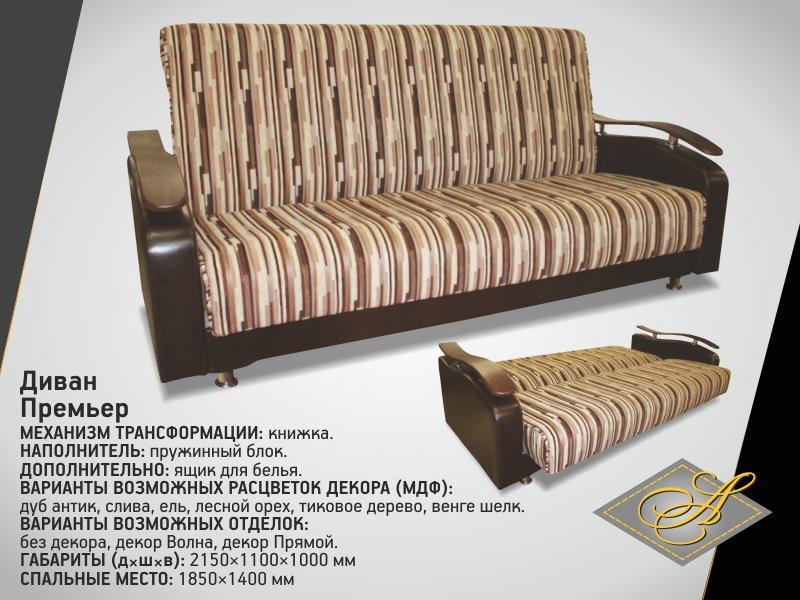 Диван
Премьер
МЕХАНИЗМ ТРАНСФОРМАЦИИ: книжка.
НАПОЛНИТЕЛЬ: пружинный блок.
ДОПОЛНИТЕЛЬНО: ящик для белья.
ВАРИАНТЫ ВОЗМОЖНЫХ РАСЦВЕТОК ДЕКОРА (МДФ):
дуб антик, слива, ель, лесной орех, тиковое дерево, венге шелк.
ВАРИАНТЫ ВОЗМОЖНЫХ ОТДЕЛОК:
без декора, декор Волна, декор Прямой.
ГАБАРИТЫ (д×ш×в): 2150×1100×1000 мм
СПАЛЬНЫЕ МЕСТО: 1850×1400 мм
А